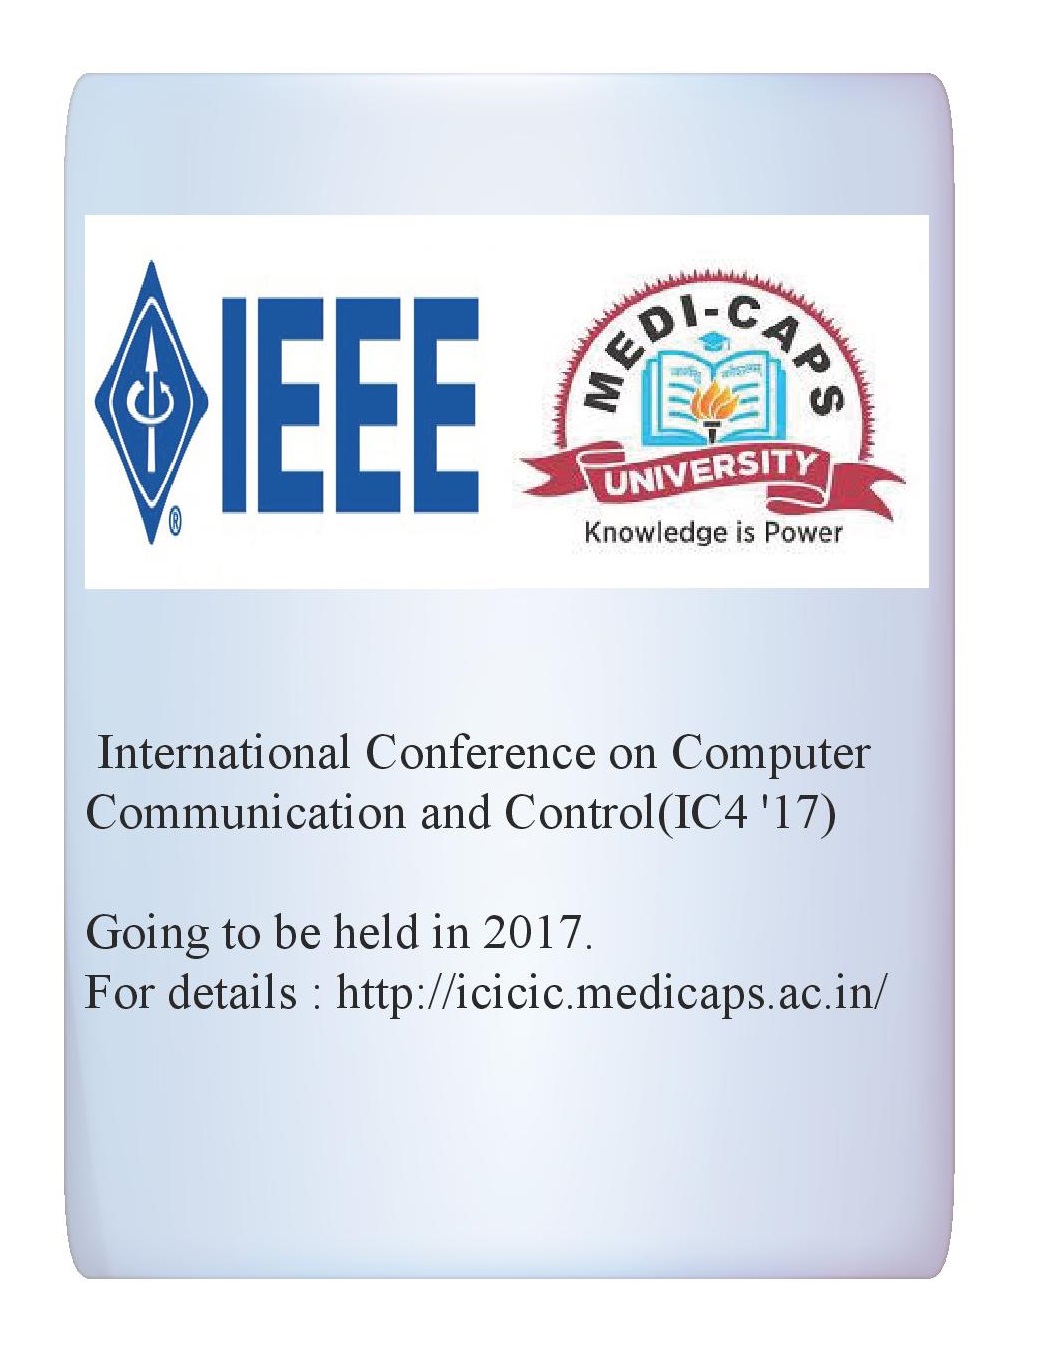 IEEE
®
MEDI-CAPS
UNIVERSITY
Knowledge is Power
International Conference on Computer
Communication and Control(IC4 '17)
Going to be held in 2017.
For details : http://icicic.medicaps.ac.in/